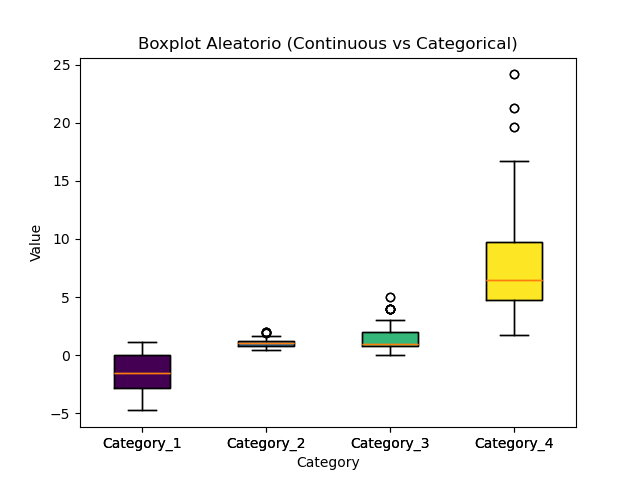 Boxplot Aleatorio (Continuous vs Categorical)
25
20
15
10
5
0
−5
Value
Category_1 Category_2 Category_3 Category_4
Category